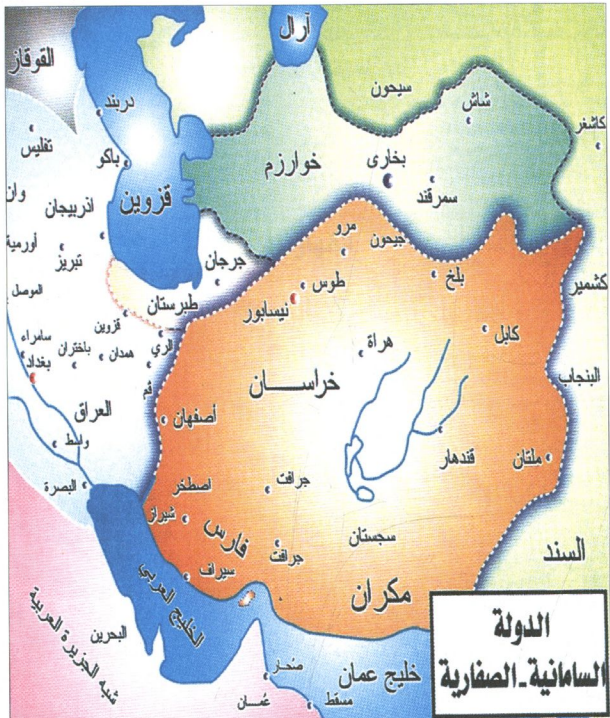 آرال
القوقاز
سيحون
شاش
كاشغر
دربند
تفليس
باكو
خوارزم
بخارى
سمرقند
وان
اذربيجان
قزوين
أورمية
تبريز
مرو
جيحون
جرجان
بلخ
كشمير
الموصل
طبرستان
طوس
نيسابور
قزوين
سامراء
باختران
همدان
الري
كابل
بغداد
هراة
البنجاب
قم
خراسـان
العراق
أصفهان
واسط
قندهار
ملتان
البصرة
اصطخر
جرافت
شيراز
سجستان
فارس
جرافت
السند
سيراف
مكران
الخليج العربي
البحرين
شبه الجزيرة العربية
صحار
خليج عمان
عُمـان
مسقط
الدولة
السامانية - الصفارية